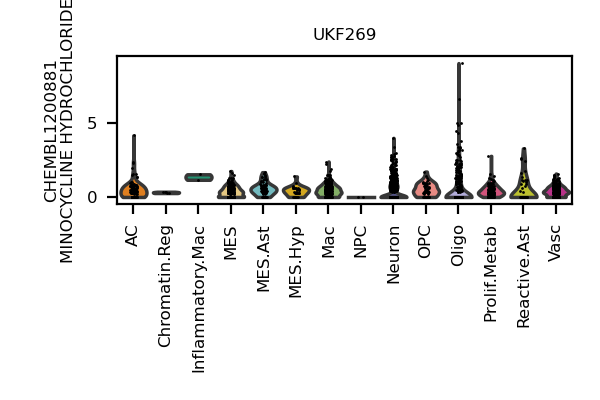 UKF269
CHEMBL1200881
MINOCYCLINE HYDROCHLORIDE
5
0
AC
Chromatin.Reg
Inflammatory.Mac
MES
MES.Ast
MES.Hyp
Mac
NPC
Neuron
OPC
Oligo
Prolif.Metab
Reactive.Ast
Vasc